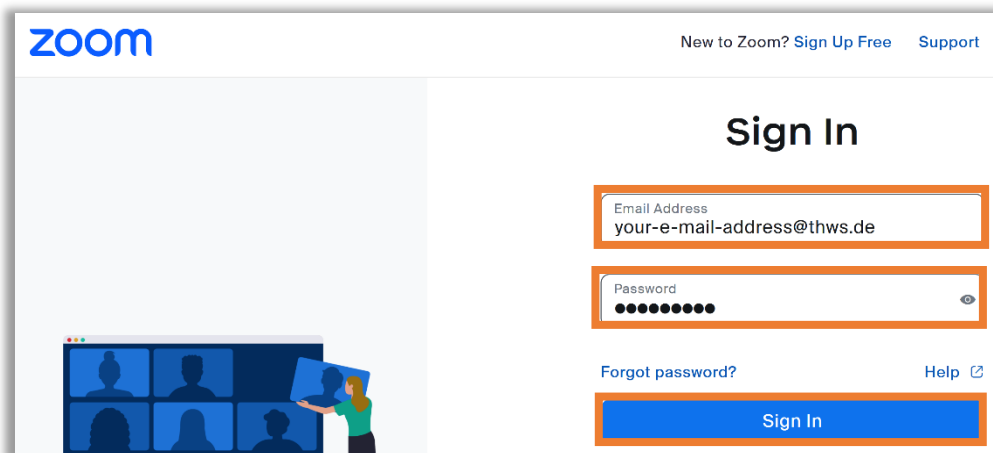 zoom
New to Zoom? Sign Up Free Support
Sign In
Email Address
your-e-mail-address@thws.de
Password
●●●●●●●●●
Forgot password? Help
Sign In